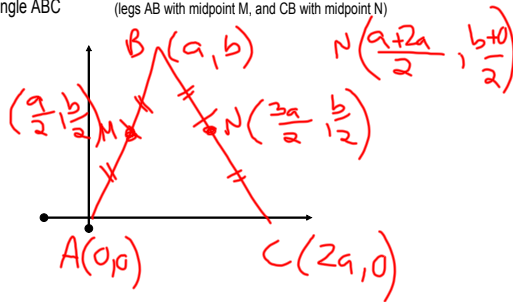 ngle ABC (legs AB with midpoint M, and CB with midpoint N)
B (a, b)
N(a+2a/2, b+0/2)
(a/2, b/2) M
N(3a/2, b/2)
A(0,0)
C(2a,0)